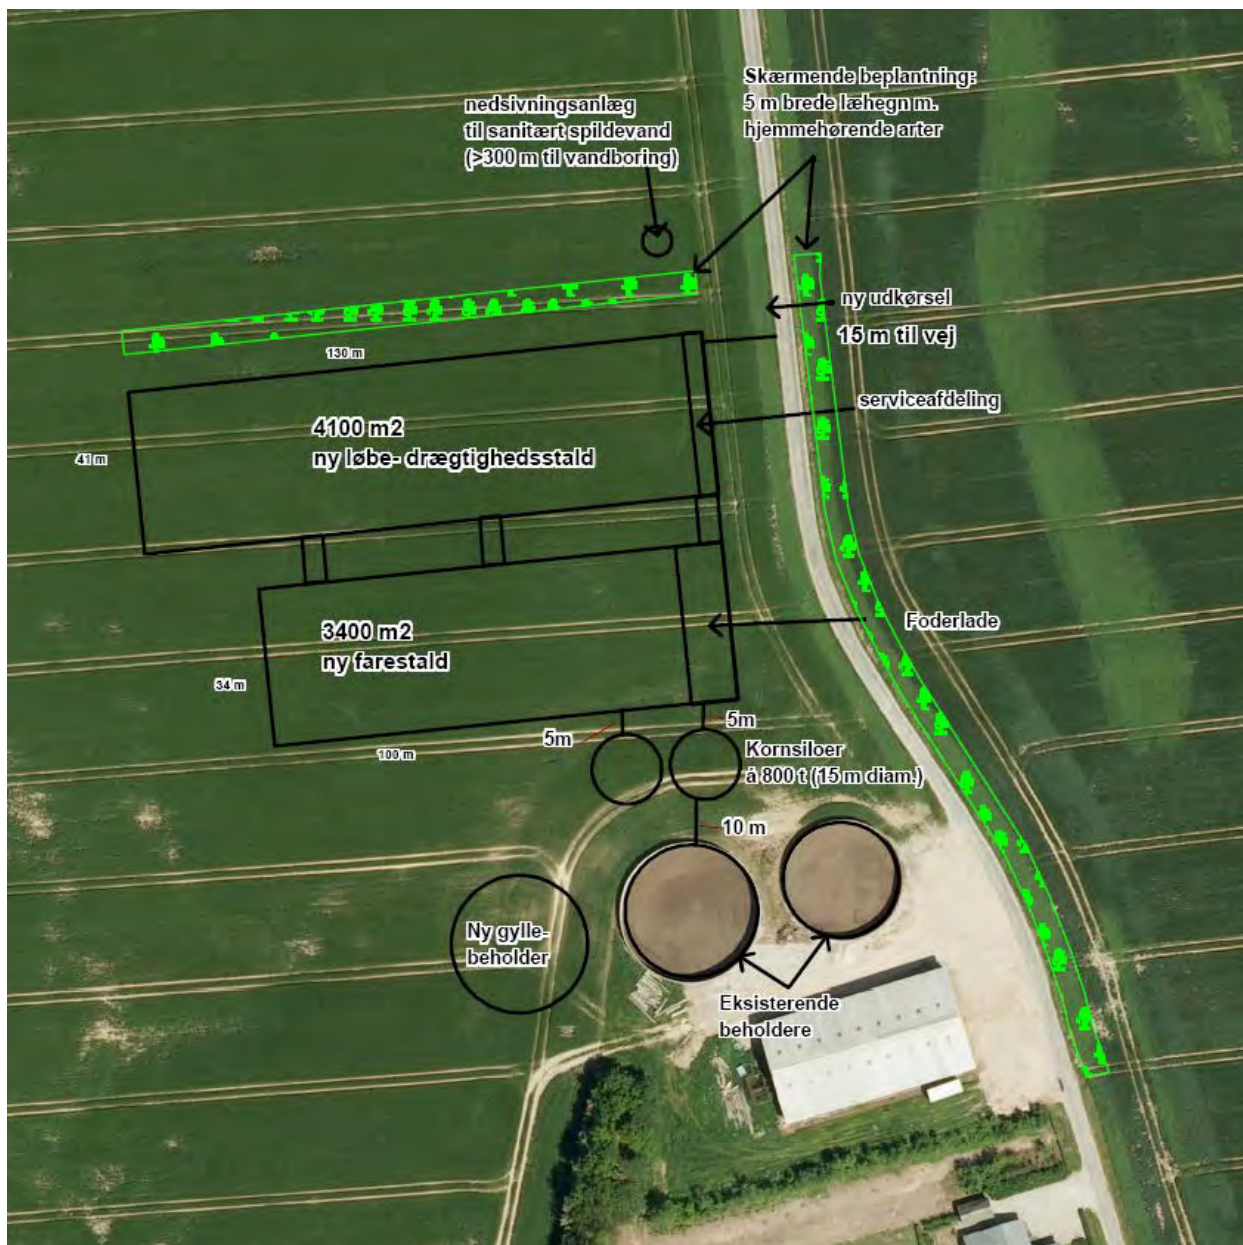 Skærmende beplantning:
5 m brede læhegn m.
hjemmehørende arter
nedsivningsanlæg
til sanitært spildevand
(>300 m til vandboring)
ny udkørsel
15 m til vej
130 m
serviceafdeling
4100 m2
ny løbe- drægtighedsstald
41 m
Foderlade
3400 m2
ny farestald
34 m
5m
5m
100 m
Kornsiloer
á 800 t (15 m diam.)
10 m
Ny gylle-
beholder
Eksisterende
beholdere